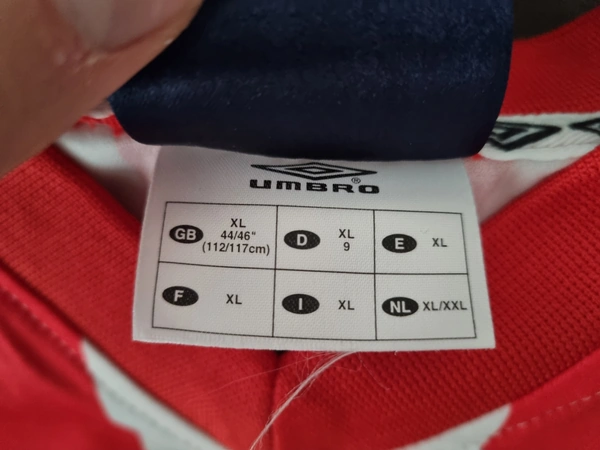 UMBRO®
GB XL
44/46"
(112/117cm)
D XL
9
E XL
F XL
I XL
NL XL/XXL